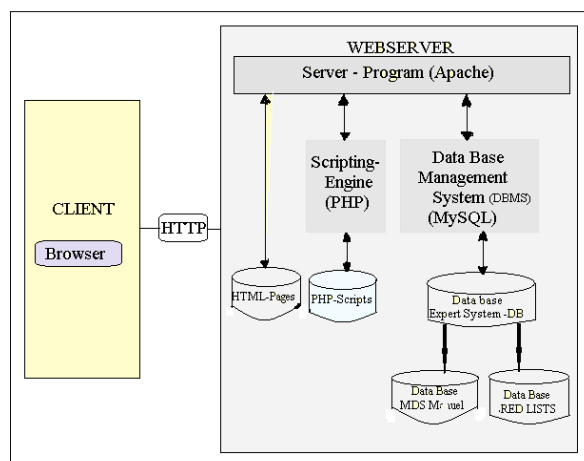 WEBSERVER
Server - Program (Apache)
Scripting-
Engine
(PHP)
Data Base
Management
System (DBMS)
(MySQL)
CLIENT
HTTP
Browser
HTML-Pages
PHP-Scripts
Data base
Expert System -DB
Data Base
MDS
Data Base
RED LISTS